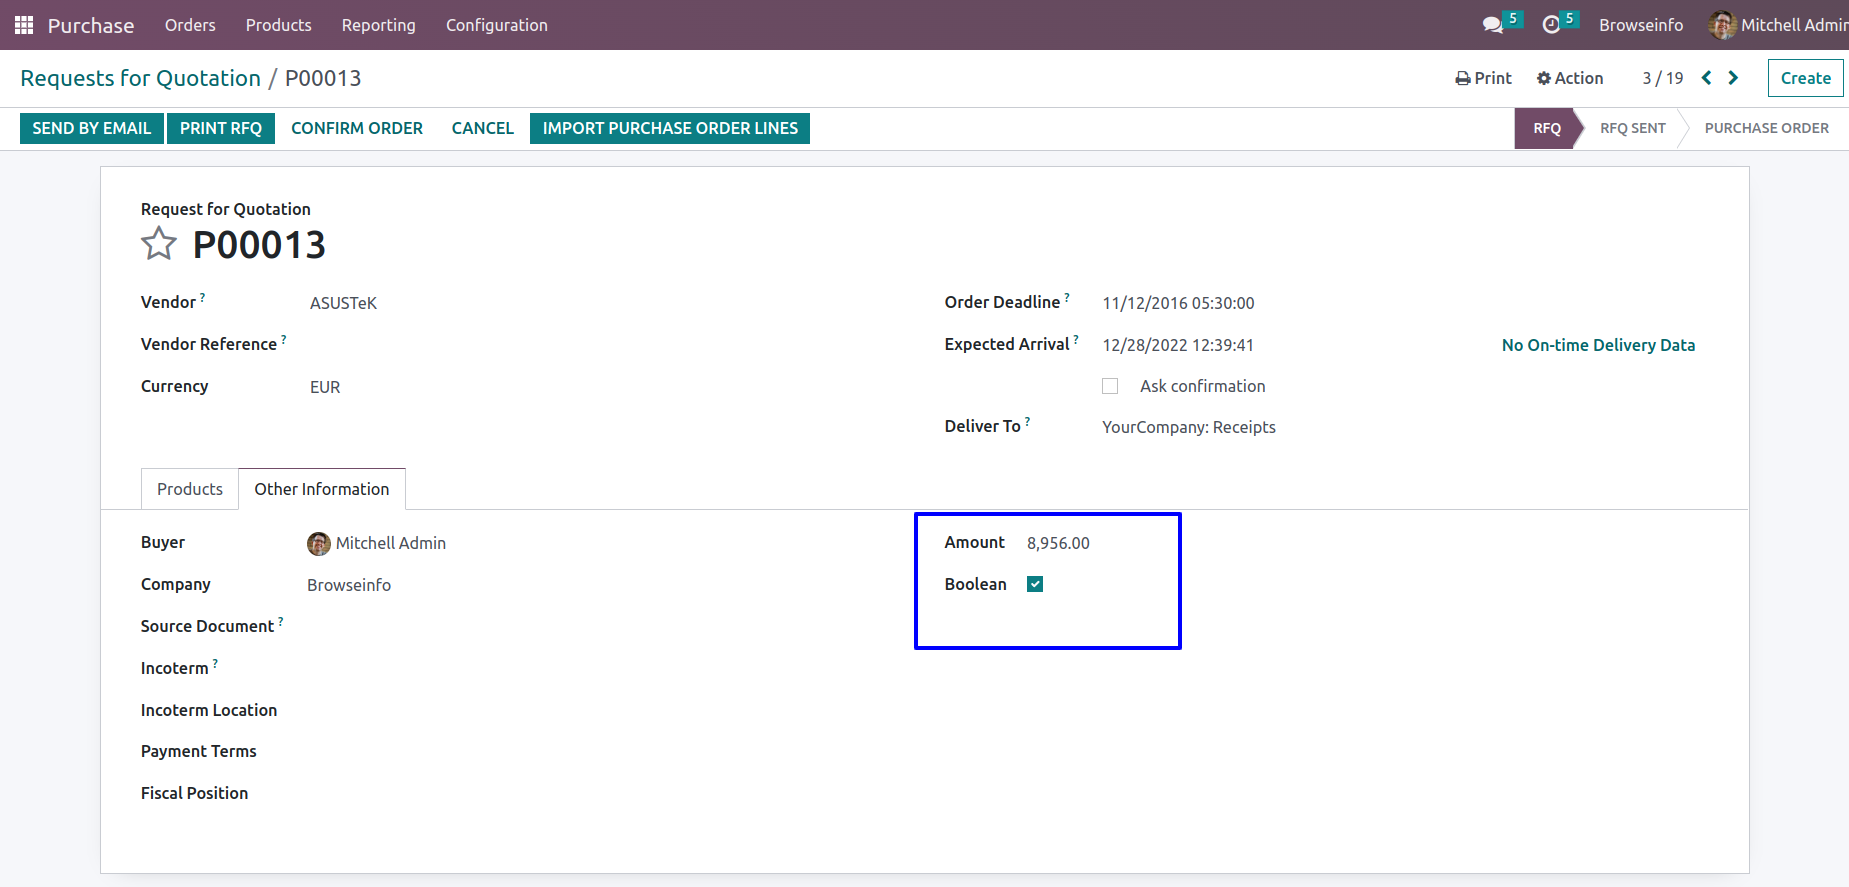 Purchase Orders Products Reporting Configuration 5 5 Browseinfo Mitchell Admin
Requests for Quotation / P00013 Print Action 3 / 19 Create
SEND BY EMAIL PRINT RFQ CONFIRM ORDER CANCEL IMPORT PURCHASE ORDER LINES RFQ RFQ SENT PURCHASE ORDER
Request for Quotation
P00013
Vendor ? ASUSTeK Order Deadline ? 11/12/2016 05:30:00
Vendor Reference ? Expected Arrival ? 12/28/2022 12:39:41 No On-time Delivery Data
Currency EUR Ask confirmation
Deliver To ? YourCompany: Receipts
Products Other Information
Buyer Mitchell Admin Amount 8,956.00
Company Browseinfo Boolean
Source Document ?
Incoterm ?
Incoterm Location
Payment Terms
Fiscal Position